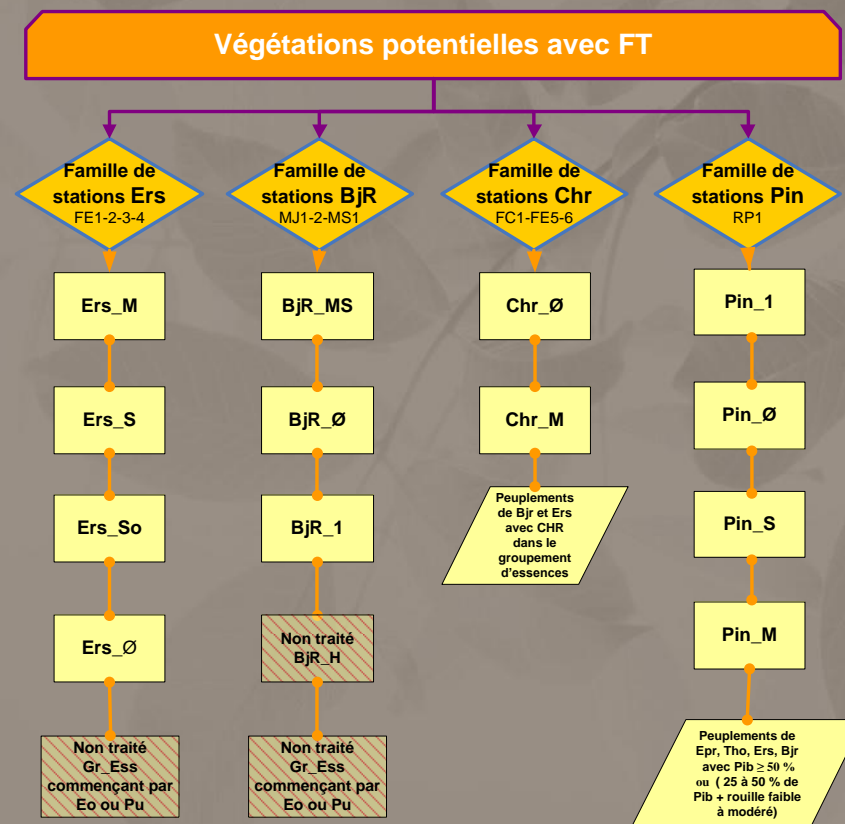 Végétations potentielles avec FT
Famille de
stations Ers
FE1-2-3-4
Ers_M
Ers_S
Ers_So
Ers_Ø
Non traité
Gr_Ess
commençant par
Eo ou Pu
Famille de
stations BjR
MJ1-2-MS1
BjR_MS
BjR_Ø
BjR_1
Non traité
BjR_H
Non traité
Gr_Ess
commençant par
Eo ou Pu
Famille de
stations Chr
FC1-FE5-6
Chr_Ø
Chr_M
Peuplements
de Bjr et Ers
avec CHR
dans le
groupement
d'essences
Famille de
stations Pin
RP1
Pin_1
Pin_Ø
Pin_S
Pin_M
Peuplements de
Epr, Tho, Ers, Bjr
avec Pib ≥ 50 %
ou ( 25 à 50 % de
Pib + rouille faible
à modéré)